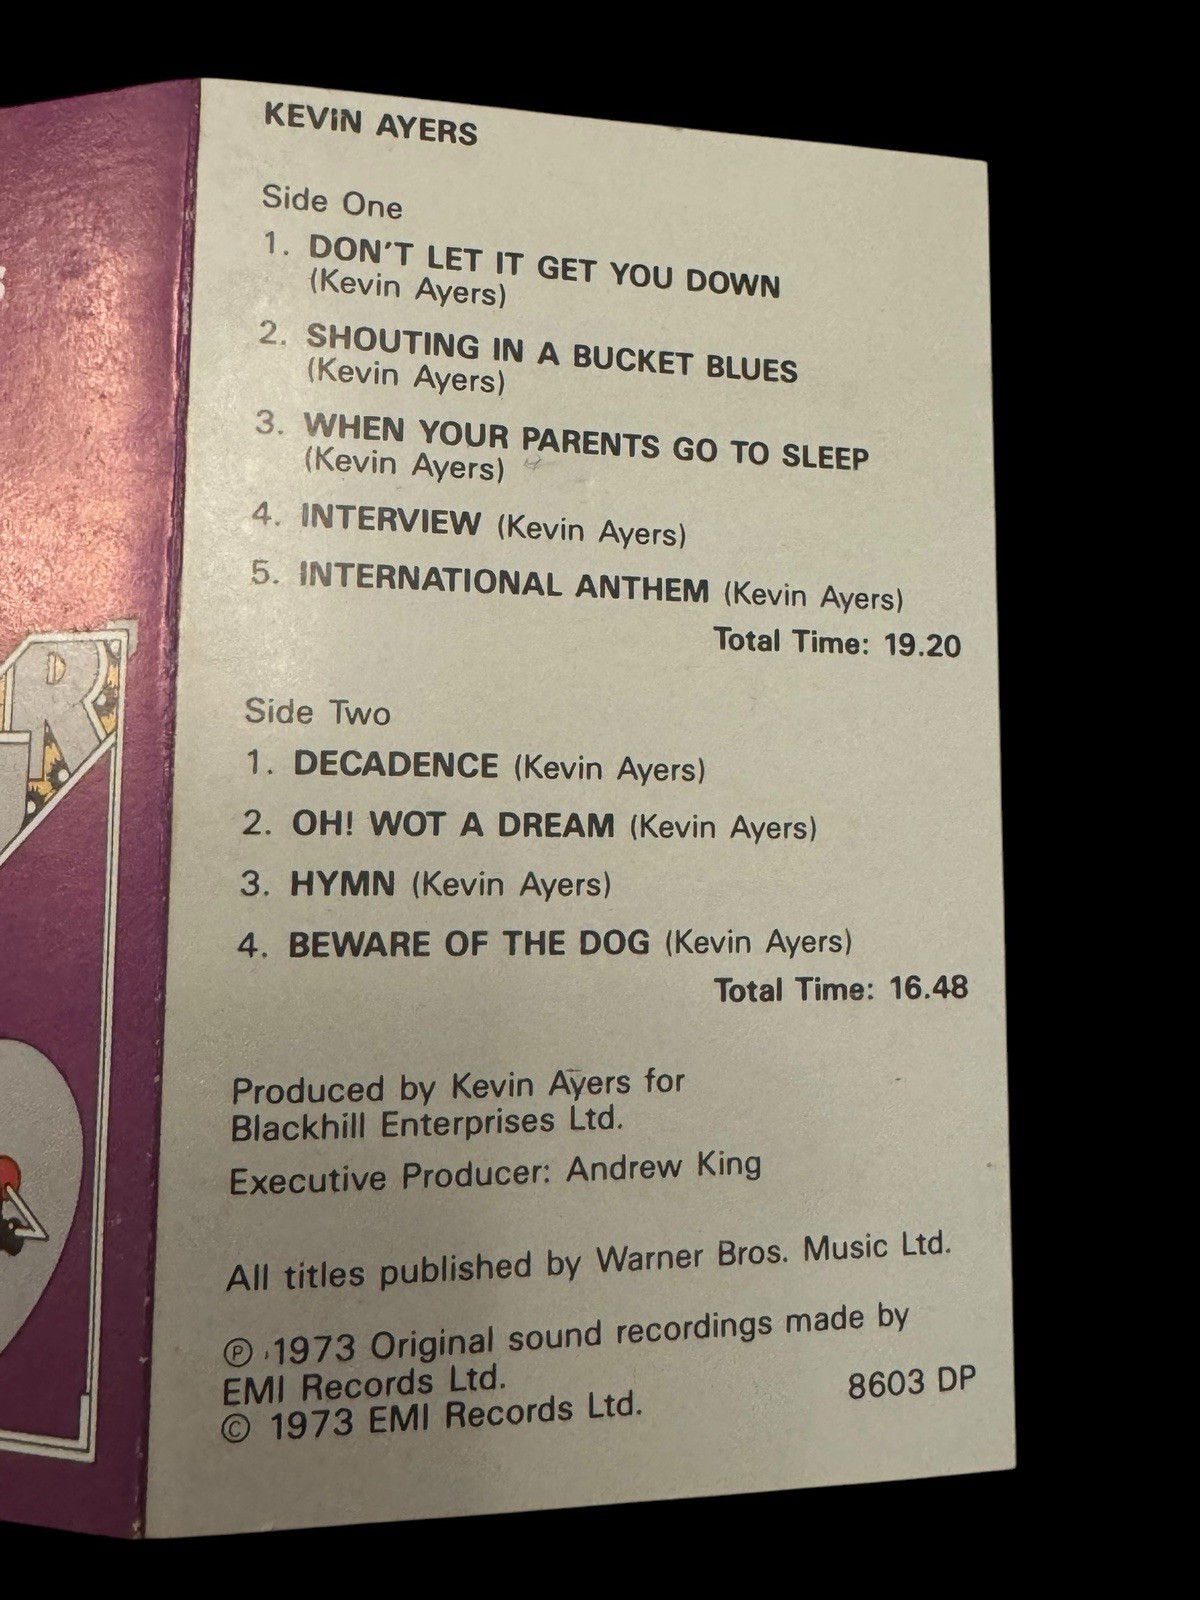 KEVIN AYERS
Side One
1. DON'T LET IT GET YOU DOWN
(Kevin Ayers)
2. SHOUTING IN A BUCKET BLUES
(Kevin Ayers)
3. WHEN YOUR PARENTS GO TO SLEEP
(Kevin Ayers)
4. INTERVIEW (Kevin Ayers)
5. INTERNATIONAL ANTHEM (Kevin Ayers)
Total Time: 19.20
Side Two
1. DECADENCE (Kevin Ayers)
2. OH! WOT A DREAM (Kevin Ayers)
3. HYMN (Kevin Ayers)
4. BEWARE OF THE DOG (Kevin Ayers)
Total Time: 16.48
Produced by Kevin Ayers for
Blackhill Enterprises Ltd.
Executive Producer: Andrew King
All titles published by Warner Bros. Music Ltd.
Ⓟ 1973 Original sound recordings made by
EMI Records Ltd.
© 1973 EMI Records Ltd.
8603 DP
S
R